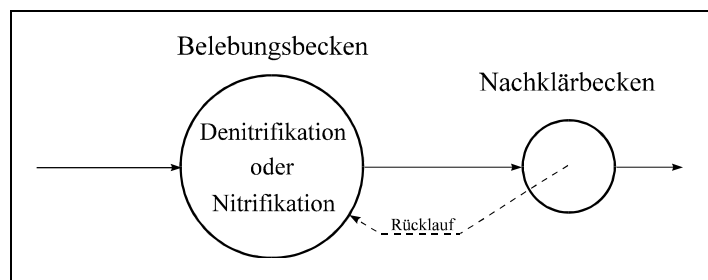 Belebungsbecken
Nachklärbecken
Denitrifikation
oder
Nitrifikation
Rücklauf